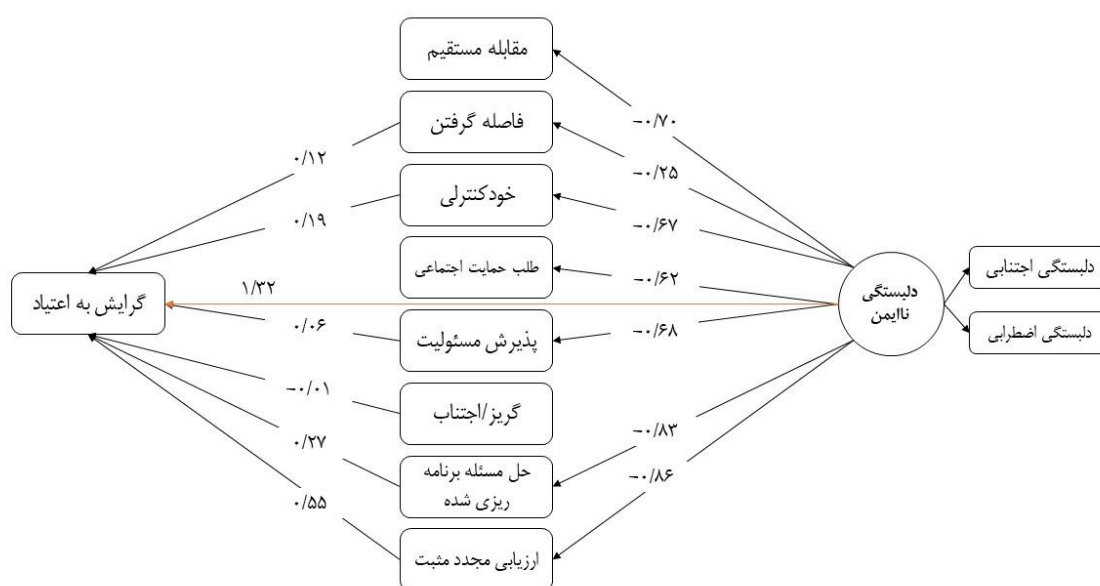 مقابله مستقیم
فاصله گرفتن
خودکنترلی
طلب حمایت اجتماعی
پذیرش مسئولیت
گریز/اجتناب
حل مسئله برنامه
ریزی شده
ارزیابی مجدد مثبت
دلبستگی
ناایمن
دلبستگی اجتنابی
دلبستگی اضطرابی
گرایش به اعتیاد
-۰/۷۰
-۰/۲۵
-۰/۶۷
-۰/۶۲
-۰/۶۸
-۰/۸۳
-۰/۸۶
۰/۱۲
۰/۱۹
۱/۳۲
۰/۰۶
-۰/۰۱
۰/۲۷
۰/۵۵